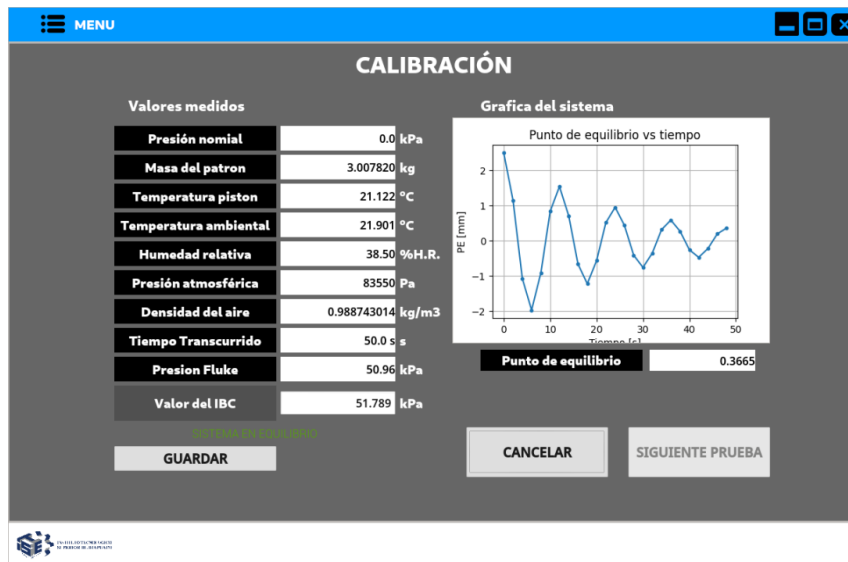 MENU
CALIBRACIÓN
Valores medidos
Presión nomial 0.0 kPa
Masa del patron 3.007820 kg
Temperatura piston 21.122 °C
Temperatura ambiental 21.901 °C
Humedad relativa 38.50 %H.R.
Presión atmosférica 83550 Pa
Densidad del aire 0.988743014 kg/m3
Tiempo Transcurrido 50.0 s s
Presion Fluke 50.96 kPa
Valor del IBC 51.789 kPa
SISTEMA EN EQUILIBRIO
GUARDAR
Grafica del sistema
Punto de equilibrio vs tiempo
PE [mm]
2
1
0
−1
−2
0 10 20 30 40 50
Tiempo [s]
Punto de equilibrio 0.3665
CANCELAR
SIGUIENTE PRUEBA